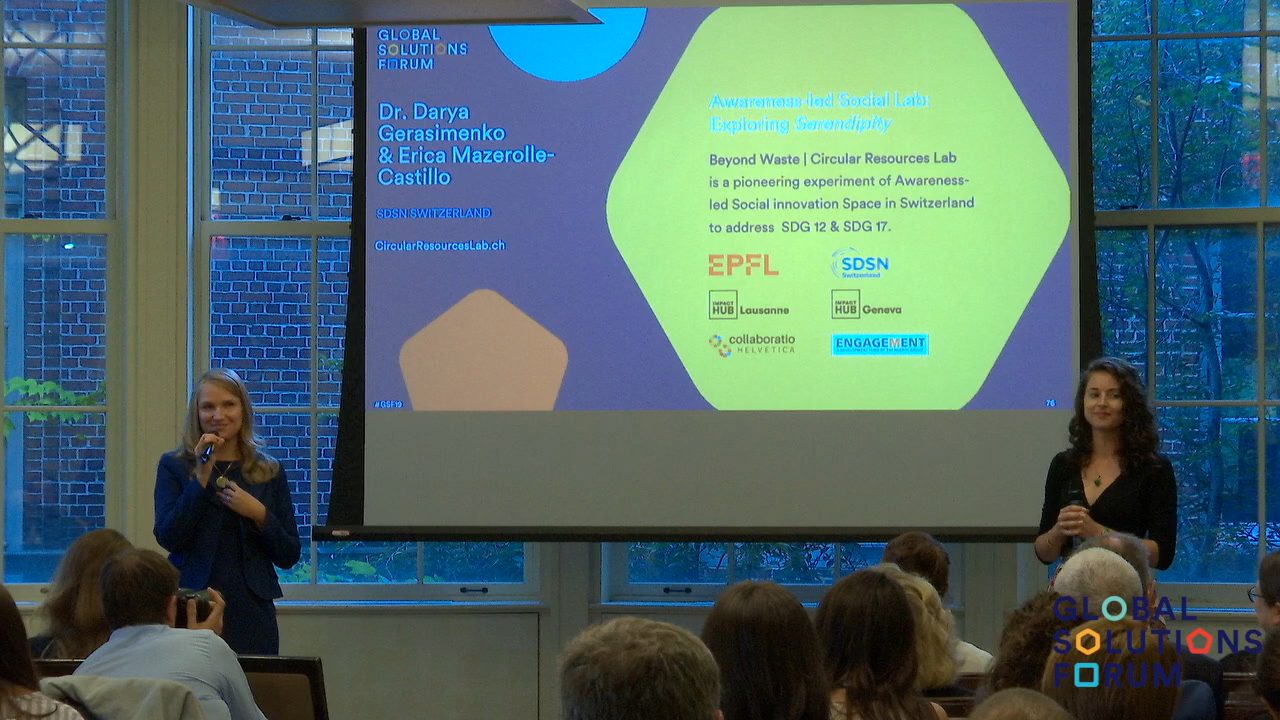 GLOBAL
SOLUTIONS
FORUM
Dr. Darya
Gerasimenko
& Erica Mazerolle-
Castillo
SDSN SWITZERLAND
CircularResourcesLab.ch
#GSF19
Awareness-led Social Lab:
Exploring Serendipity
Beyond Waste | Circular Resources Lab
is a pioneering experiment of Awareness-
led Social innovation Space in Switzerland
to address SDG 12 & SDG 17.
EPFL
SDSN
Switzerland
IMPACT
HUB Lausanne
IMPACT
HUB Geneva
collaboratio
HELVETICA
ENGAGEMENT
76
GLOBAL
SOLUTIONS
FORUM